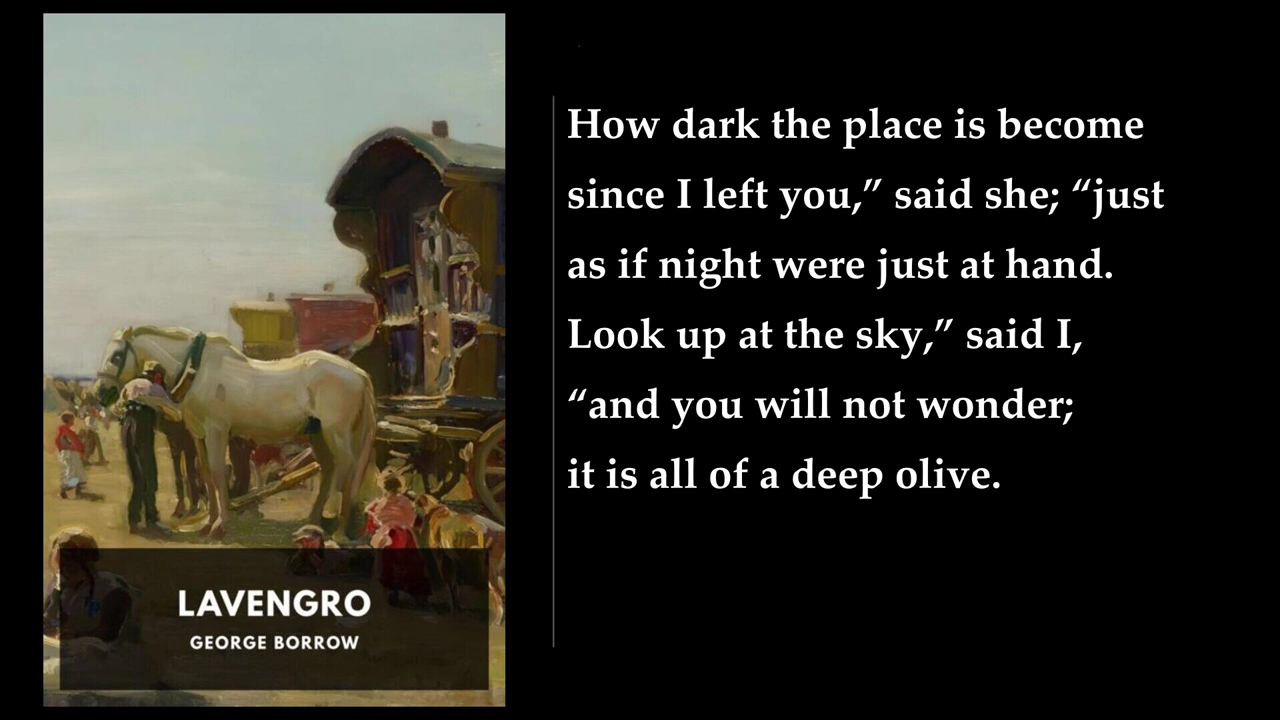 LAVENGRO
GEORGE BORROW
How dark the place is become
since I left you,” said she; “just
as if night were just at hand.
Look up at the sky,” said I,
“and you will not wonder;
it is all of a deep olive.